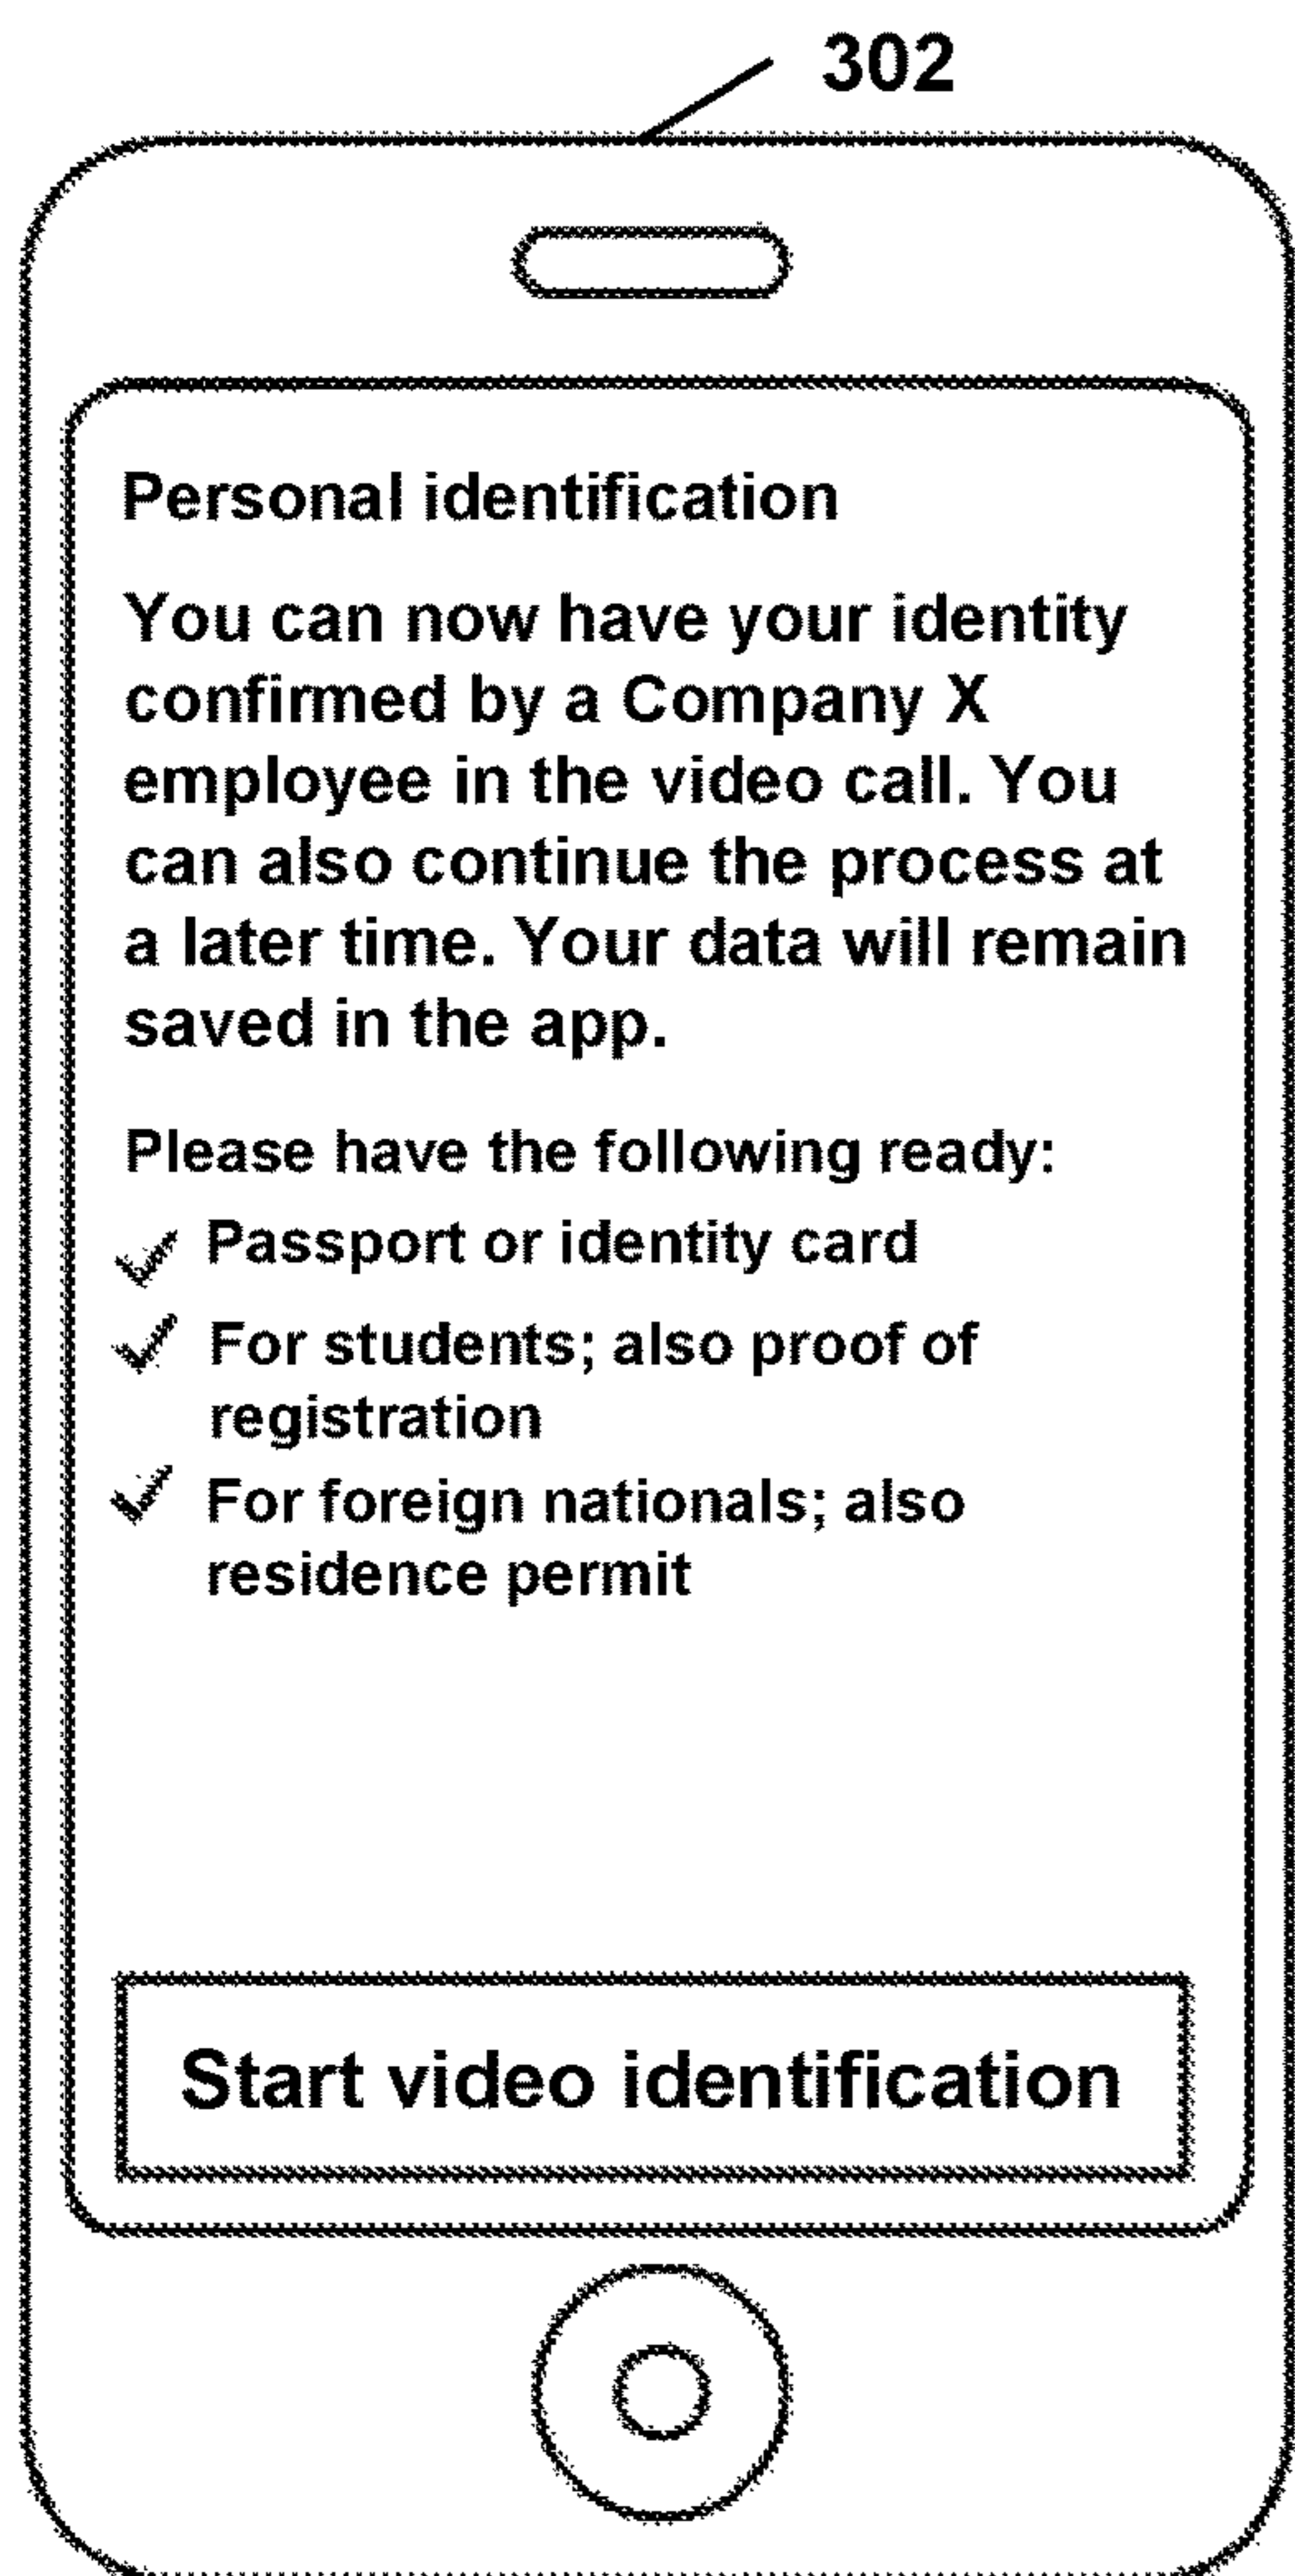 302
Personal identification
You can now have your identity
confirmed by a Company X
employee in the video call. You
can also continue the process at
a later time. Your data will remain
saved in the app.
Please have the following ready:
Passport or identity card
For students; also proof of
registration
For foreign nationals; also
residence permit
Start video identification